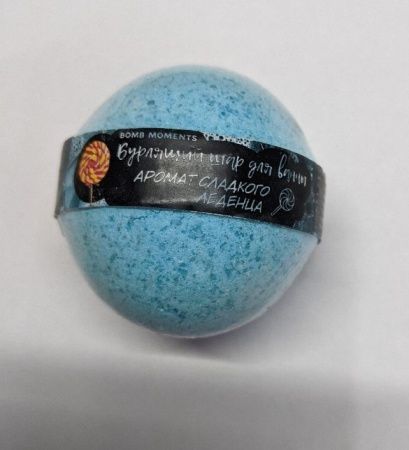 BOMB MOMENTS
Бурлящий шар для ванны
АРОМАТ СЛАДКОГО
ЛЕДЕНЦА